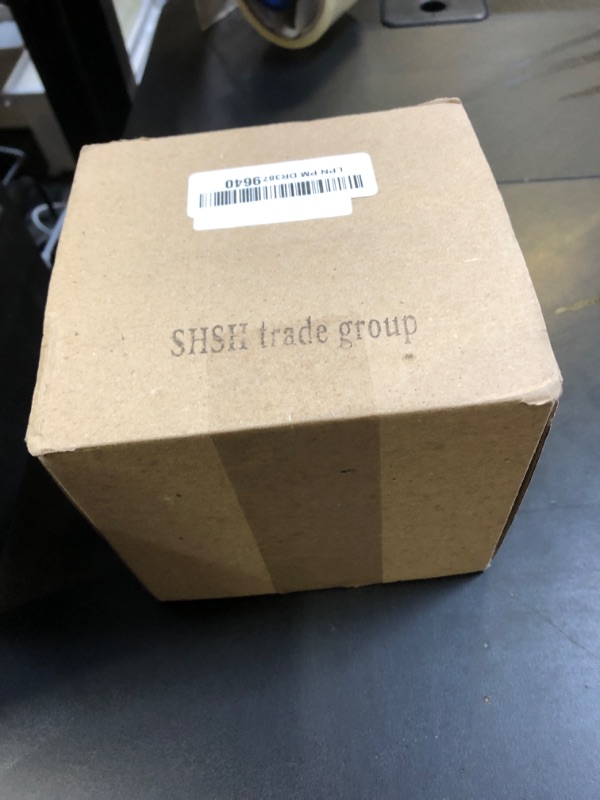 LPN PM DR3879640
SHSH trade group